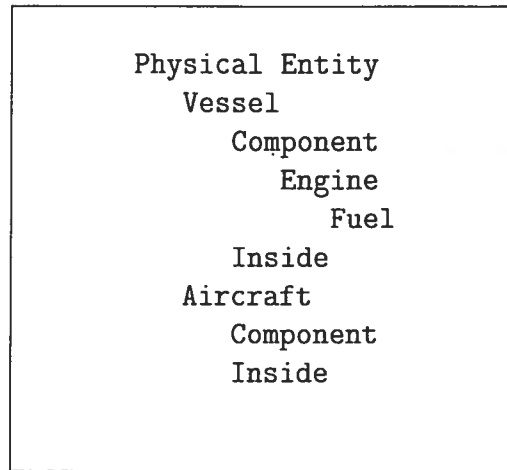 Physical Entity
Vessel
Component
Engine
Fuel
Inside
Aircraft
Component
Inside